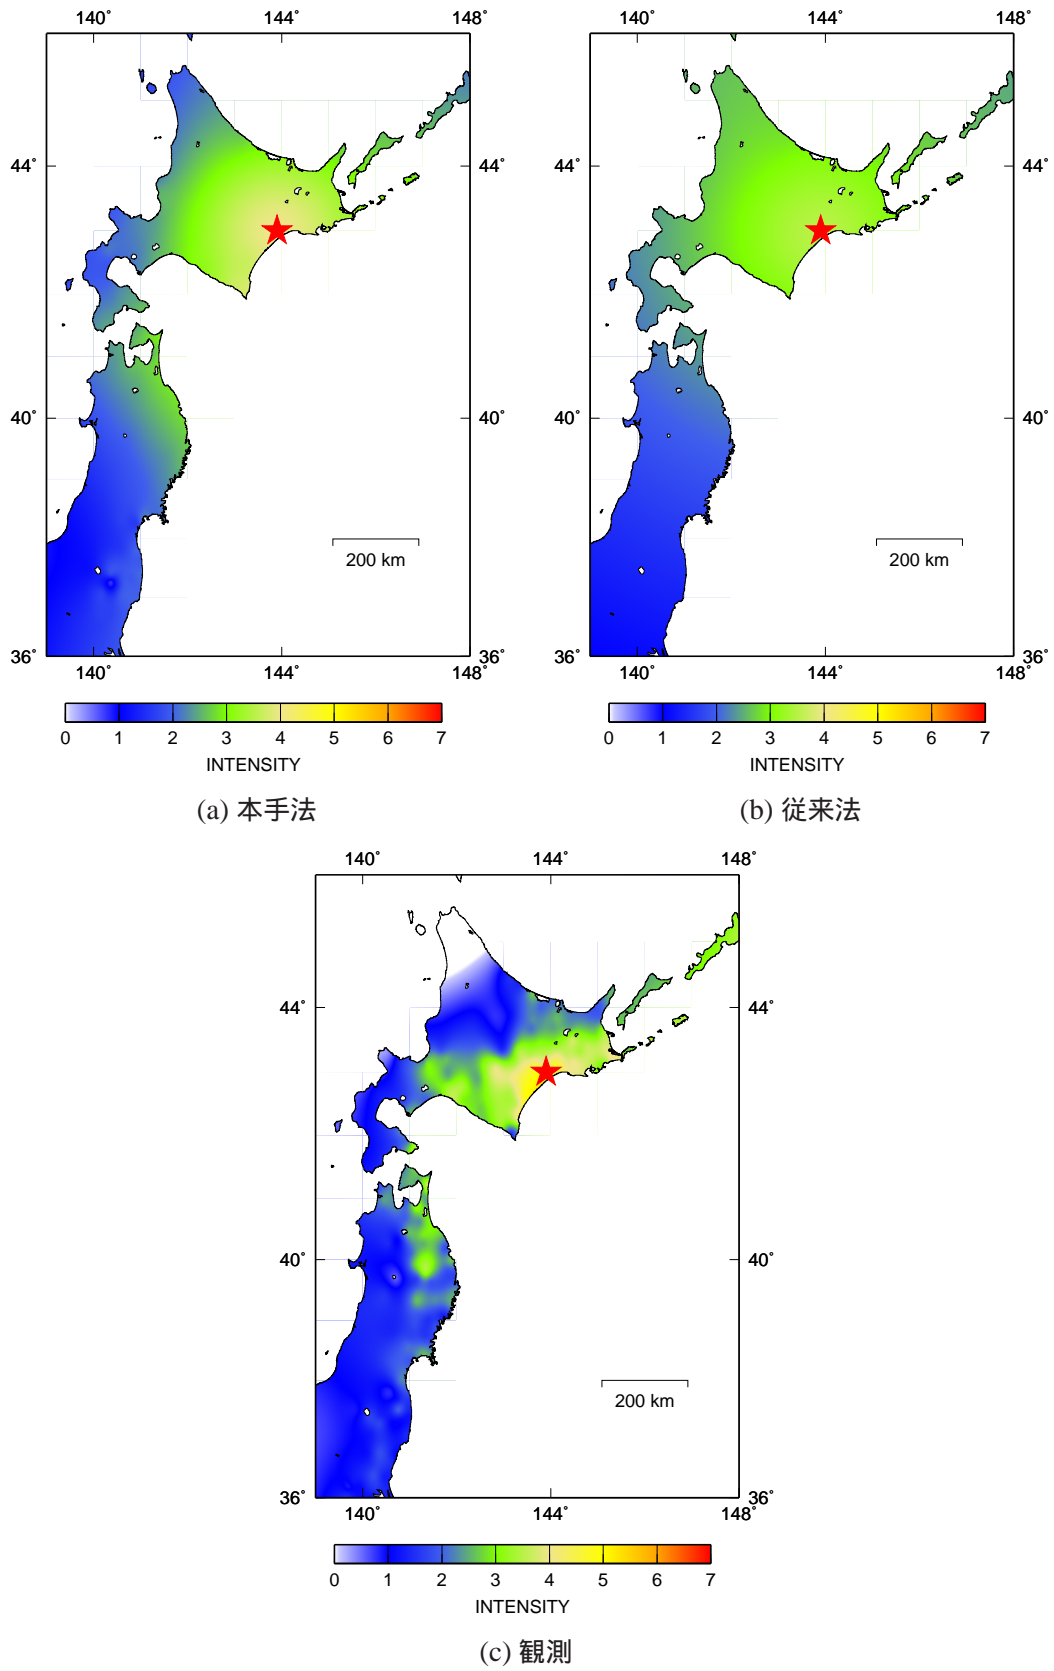 140° 144° 148° 140° 144° 148°
44° 44° 44°
40° 40° 40° 40°
200 km 200 km
36° 36° 36°
140° 144° 148° 140° 144° 148°
0 1 2 3 4 5 6 7 0 1 2 3 4 5 6 7
INTENSITY INTENSITY
(a) 本手法 (b) 従来法
140° 144° 148°
44° 44°
40° 40°
200 km
36° 36°
140° 144° 148°
0 1 2 3 4 5 6 7
INTENSITY
(c) 観測